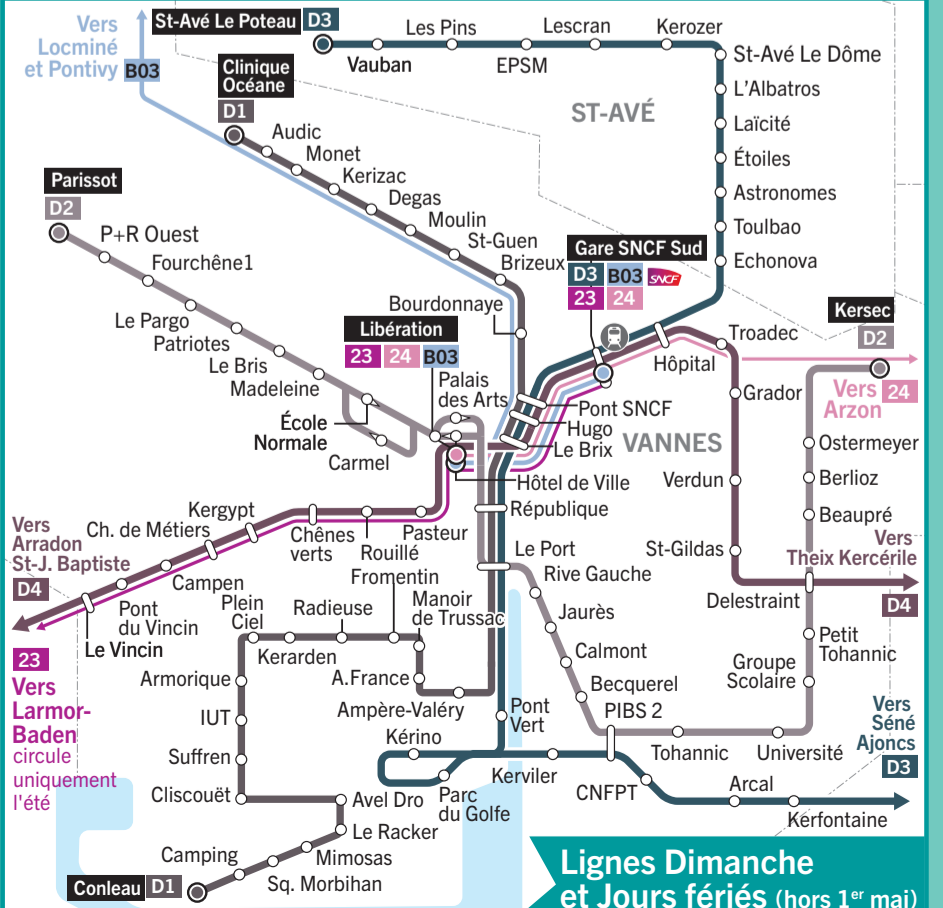 Vers
Locminé
et Pontivy B03
St-Avé Le Poteau D3
Vauban
Les Pins
EPSM
Lescran
Kerozer
St-Avé Le Dôme
L'Albatros
Laïcité
Étoiles
Astronomes
Toulbao
Echonova
ST-AVÉ
Clinique
Océane
D1
Audic
Monet
Kerizac
Degas
Moulin
St-Guen
Brizeux
Bourdonnaye
Parissot
D2
P+R Ouest
Fourchêne1
Le Pargo
Patriotes
Le Bris
Madeleine
École
Normale
Carmel
Libération
23 24 B03
Palais
des Arts
Gare SNCF Sud
D3 B03 SNCF
23 24
Hôpital
Troadec
Kersec
D2
Vers 24
Arzon
Grador
Pont SNCF
Hugo
Le Brix
VANNES
Hôtel de Ville
République
Verdun
St-Gildas
Ostermeyer
Berlioz
Beaupré
Vers
Theix Kercérile
D4
Delestraint
Vers
Arradon
St-J. Baptiste
D4
Ch. de Métiers
Kergypt
Chênes
verts
Rouillé
Pasteur
Campen
Pont
du Vincin
Le Vincin
Le Port
Rive Gauche
Jaurès
Calmont
Becquerel
PIBS 2
Petit
Tohannic
Groupe
Scolaire
Tohannic
Université
23
Vers
Larmor-
Baden
circule
uniquement
l'été
Plein
Ciel
Radieuse
Fromentin
Manoir
de Trussac
Kerarden
A.France
Ampère-Valéry
Armorique
IUT
Suffren
Cliscouët
Avel Dro
Le Racker
Mimosas
Sq. Morbihan
Camping
Conleau D1
Pont
Vert
Kérino
Parc
du Golfe
Kerviler
CNFPT
Arcal
Kerfontaine
Vers
Séné
Ajoncs
D3
Lignes Dimanche
et Jours fériés (hors 1er mai)